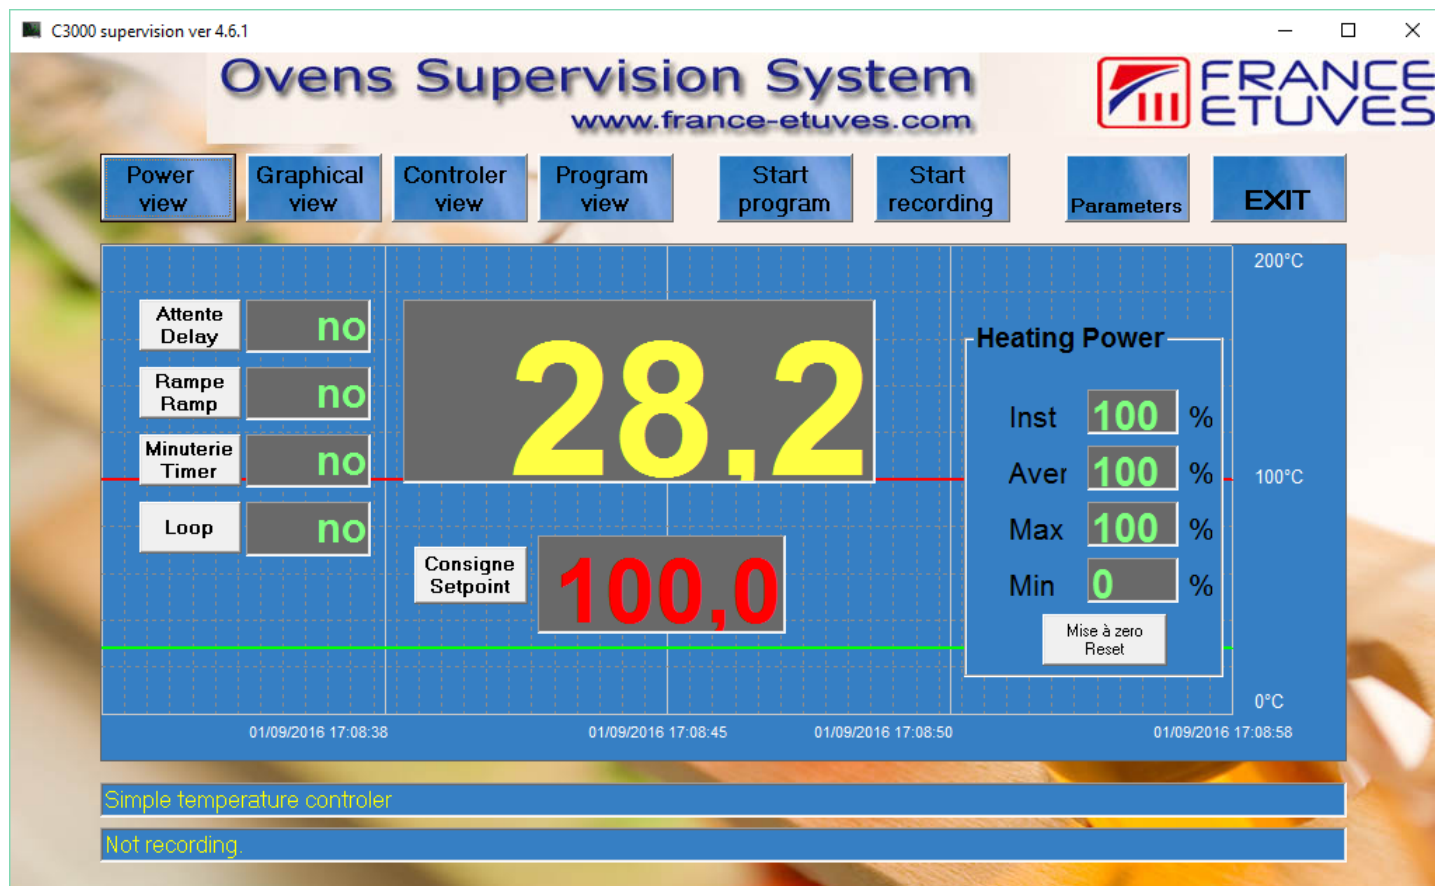 C3000 supervision ver 4.6.1
Ovens Supervision System
www.france-etuves.com
FRANCE
ETUVES
Power
view
Graphical
view
Controler
view
Program
view
Start
program
Start
recording
Parameters
EXIT
200°C
Attente
Delay
no
28,2
Heating Power
Rampe
Ramp
no
Inst 100 %
Minuterie
Timer
no
Aver 100 %
100°C
Loop
no
Max 100 %
Consigne
Setpoint
100,0
Min 0 %
Mise à zero
Reset
0°C
01/09/2016 17:08:38
01/09/2016 17:08:45
01/09/2016 17:08:50
01/09/2016 17:08:58
Simple temperature controler
Not recording.